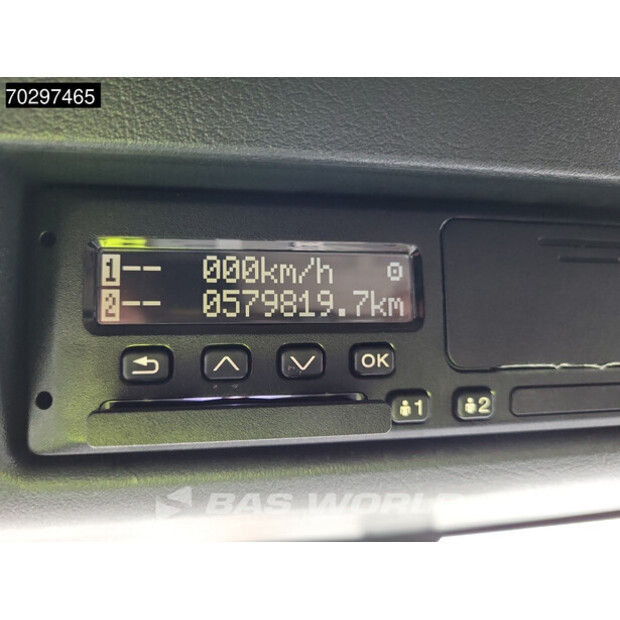 70297465
1-- 000km/h
2-- 0579819.7km
OK
1 2
BAS WORLD